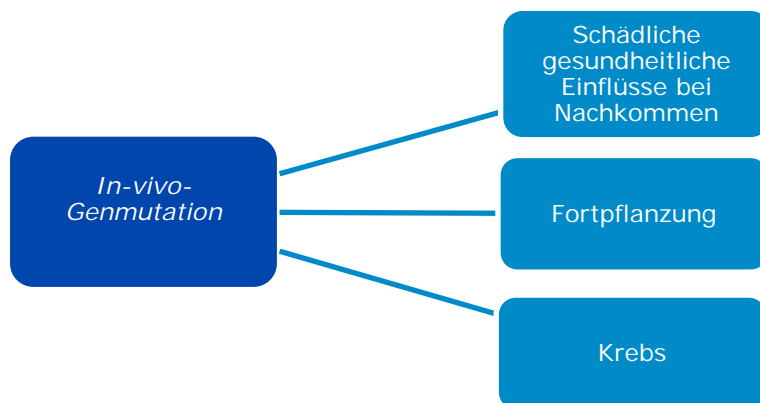 In-vivo-
Genmutation
Schädliche
gesundheitliche
Einflüsse bei
Nachkommen
Fortpflanzung
Krebs